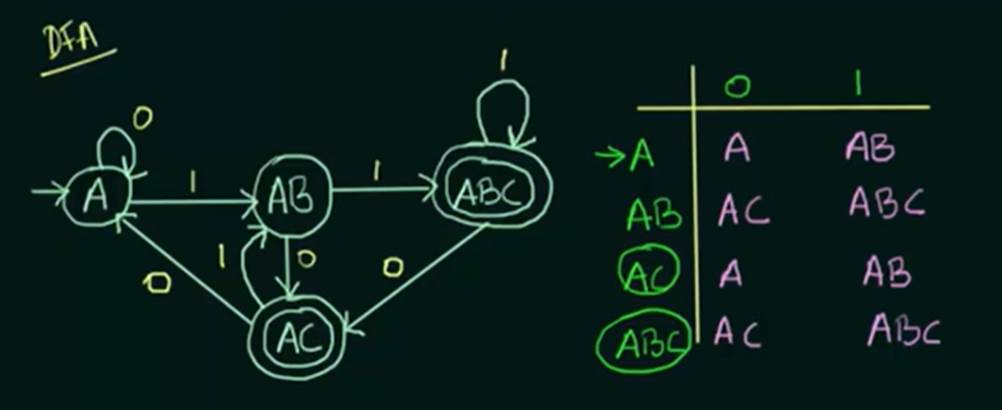 DFA
0
1
1
1
0
1
0
0
A
AB
ABC
AC
0 1
→A A AB
AB AC ABC
AC A AB
ABC AC ABC